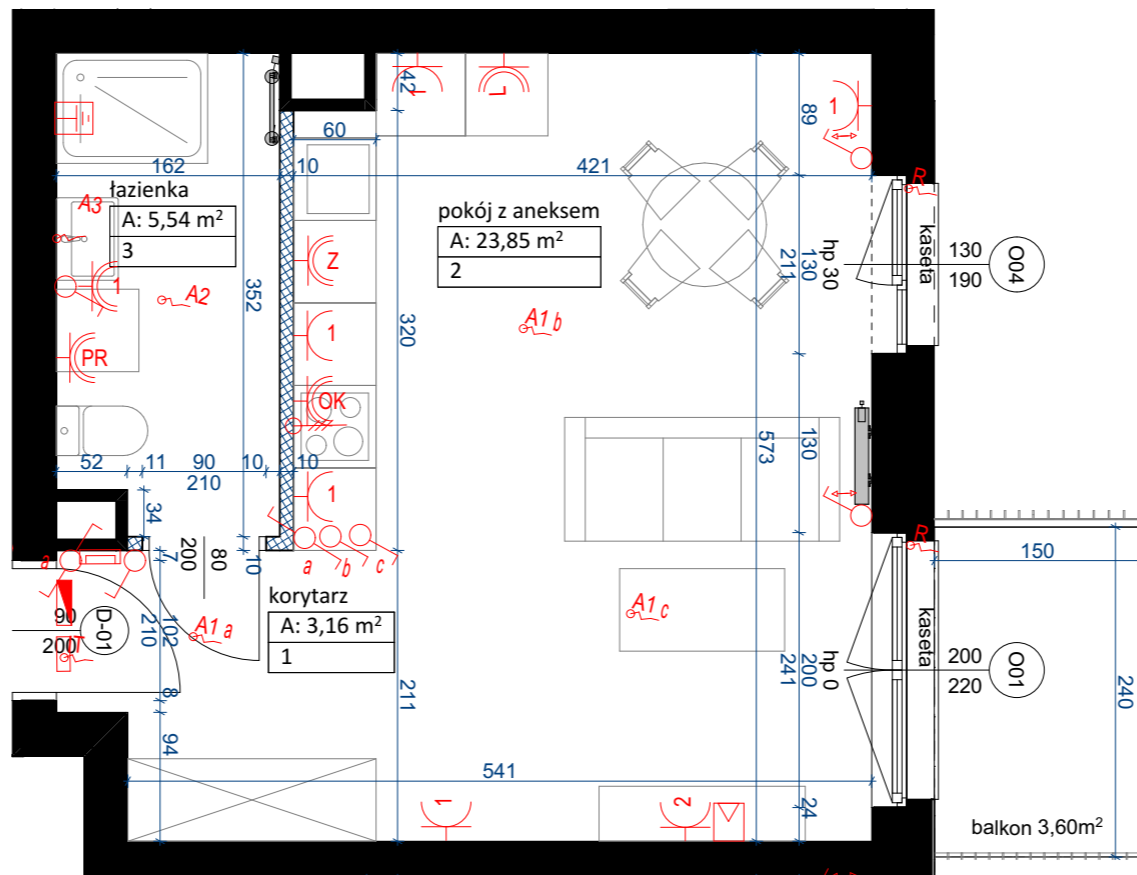 42
60
L
1
89
162
10
421
łazienka
A: 5,54 m²
3
A3
1
A2
PR
352
Z
1
OK
320
1
pokój z aneksem
A: 23,85 m²
2
A1 b
hp 30
130
211
R
kaseta
130
190
O04
130
573
52
11
90
210
10
10
34
7
80
200
10
a
a
b
c
korytarz
A: 3,16 m²
1
A1 a
90
200
D-01
T
102
210
8
94
211
A1 c
hp 0
200
241
R
kaseta
200
220
O01
150
240
541
1
2
24
balkon 3,60m²